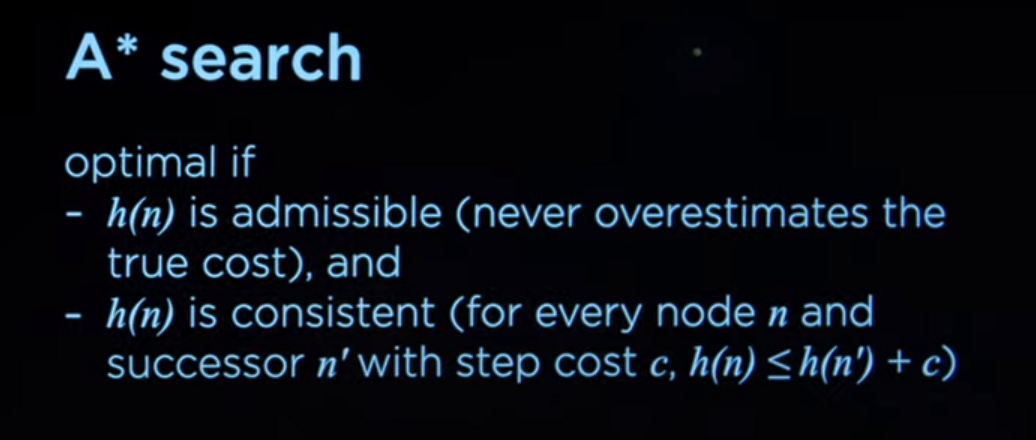 A* search
optimal if
- h(n) is admissible (never overestimates the
true cost), and
- h(n) is consistent (for every node n and
successor n' with step cost c, h(n) ≤ h(n') + c)